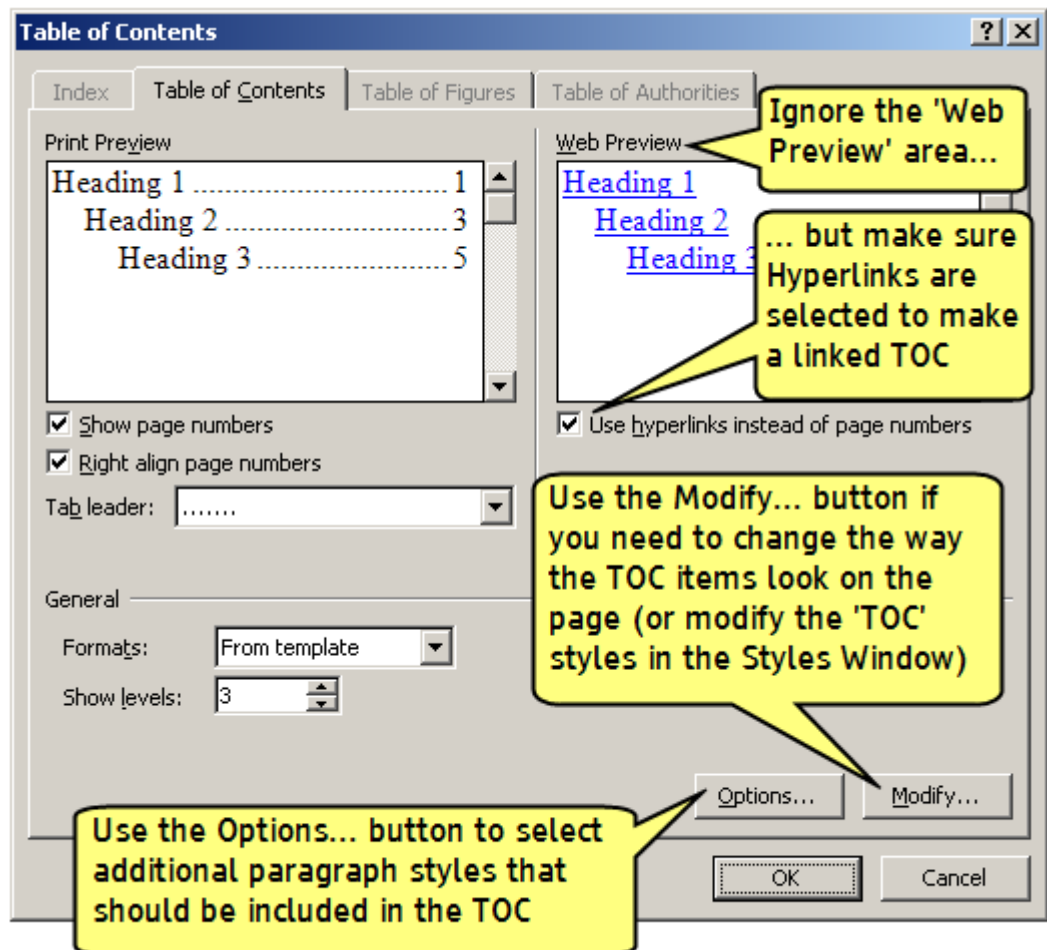 Table of Contents
Index
Table of Contents
Table of Figures
Table of Authorities
Ignore the 'Web
Preview' area...
Print Preview
Web Preview
Heading 1 ........................................ 1
Heading 2 .................................... 3
Heading 3 .............................. 5
Heading 1
Heading 2
Heading 3
... but make sure
Hyperlinks are
selected to make
a linked TOC
Show page numbers
Use hyperlinks instead of page numbers
Right align page numbers
Tab leader:
.......
Use the Modify... button if
you need to change the way
the TOC items look on the
page (or modify the 'TOC'
styles in the Styles Window)
General
Formats:
From template
Show levels:
3
Options...
Modify...
Use the Options... button to select
additional paragraph styles that
should be included in the TOC
OK
Cancel